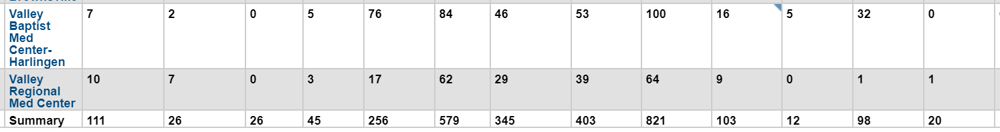 Valley 7 2 0 5 76 84 46 53 100 16 5 32 0
Baptist
Med
Center-
Harlingen
Valley 10 7 0 3 17 62 29 39 64 9 0 1 1
Regional
Med Center
Summary 111 26 26 45 256 579 345 403 821 103 12 98 20